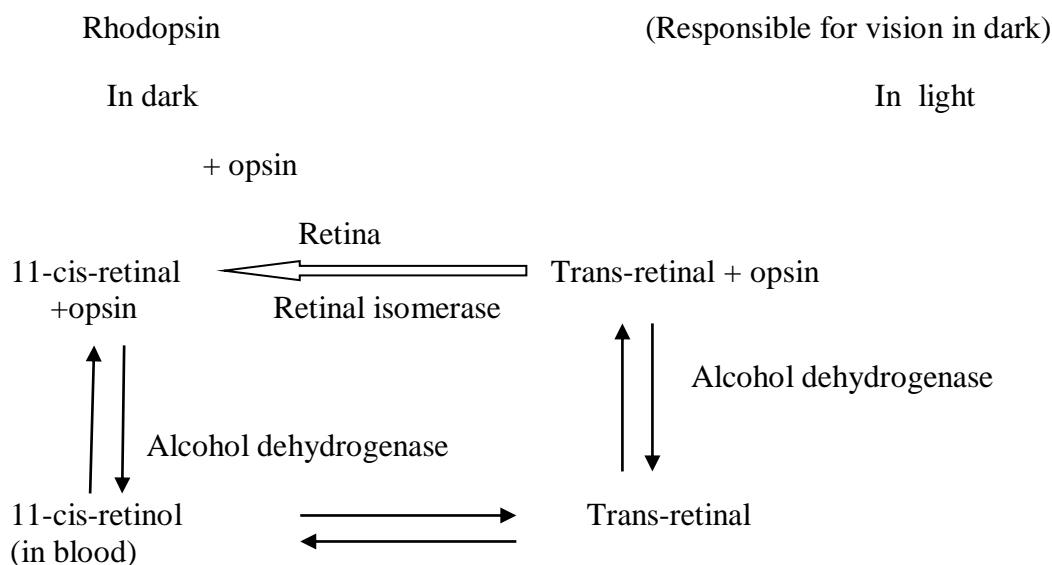 Rhodopsin (Responsible for vision in dark)
In dark In light
+ opsin
Retina
11-cis-retinal Trans-retinal + opsin
+opsin Retinal isomerase
Alcohol dehydrogenase
Alcohol dehydrogenase
11-cis-retinol Trans-retinal
(in blood)